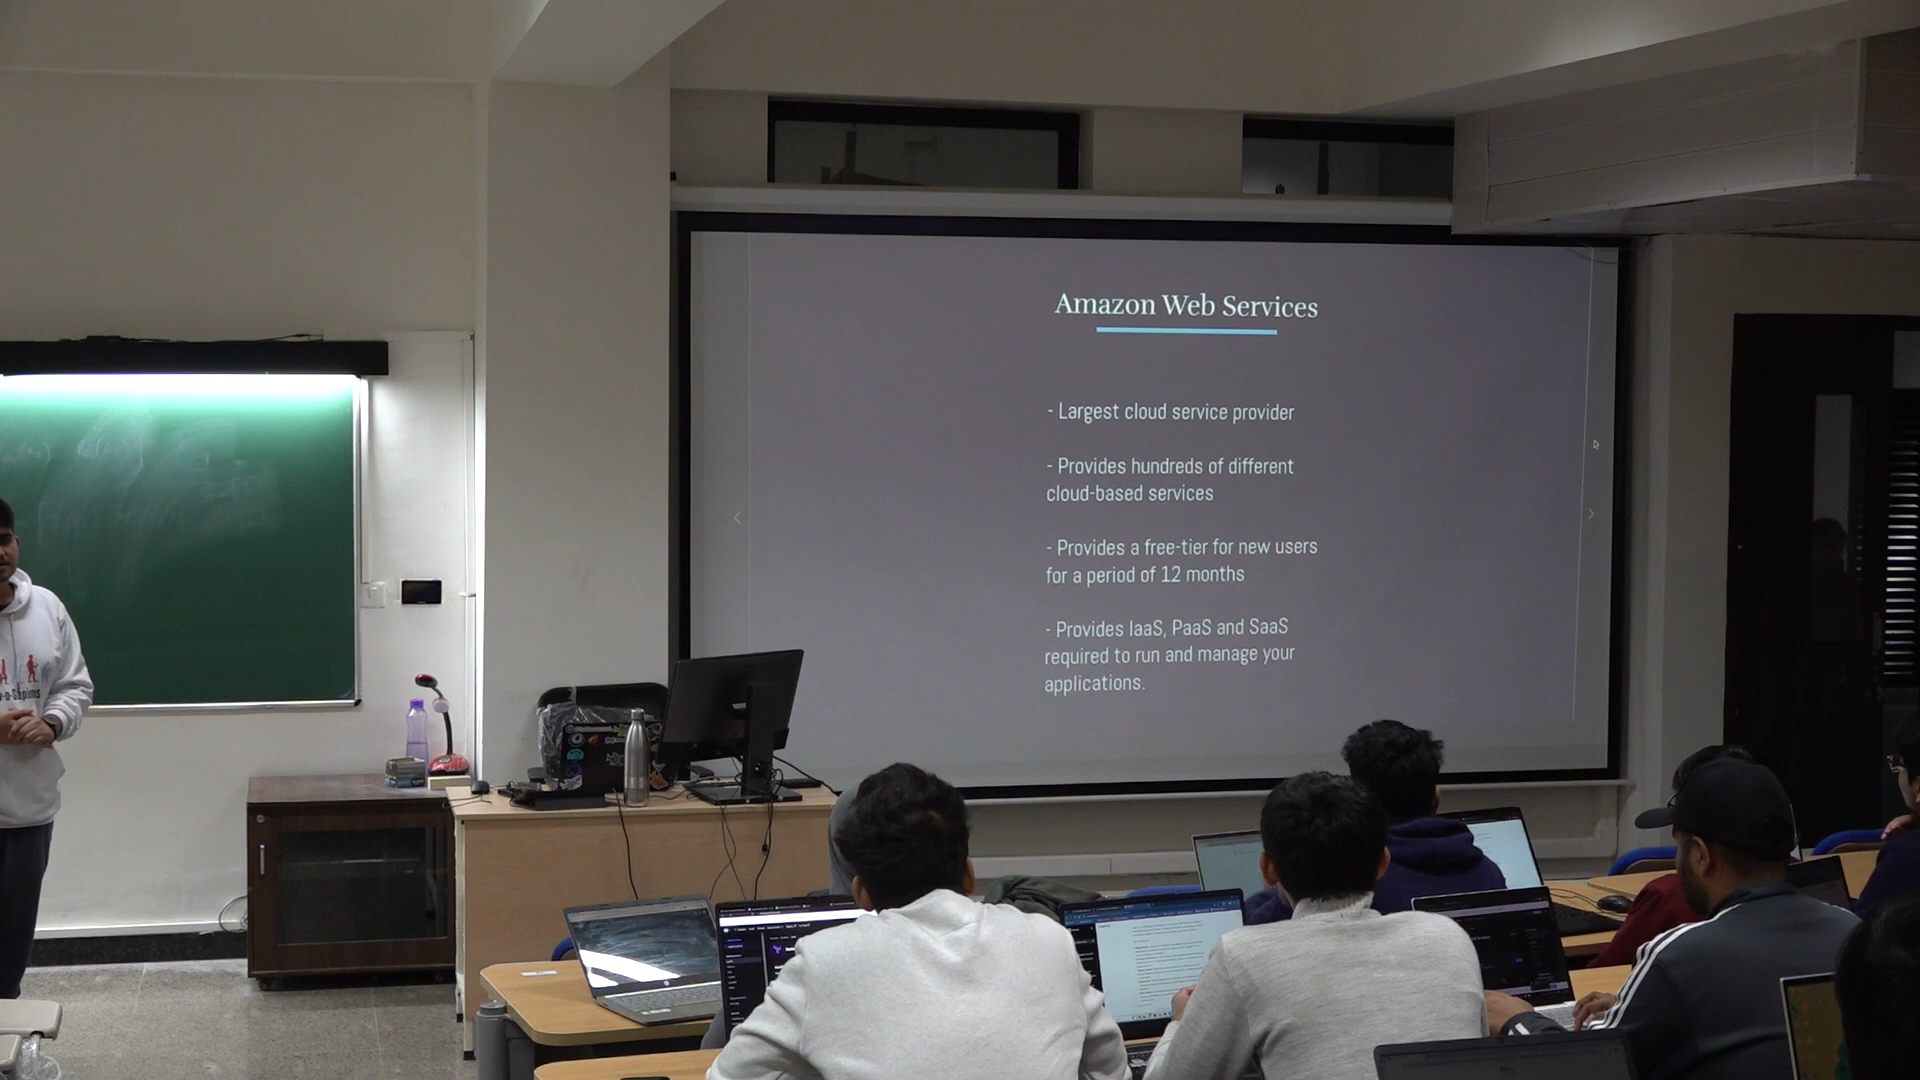 Amazon Web Services
- Largest cloud service provider
- Provides hundreds of different
cloud-based services
- Provides a free-tier for new users
for a period of 12 months
- Provides IaaS, PaaS and SaaS
required to run and manage your
applications.